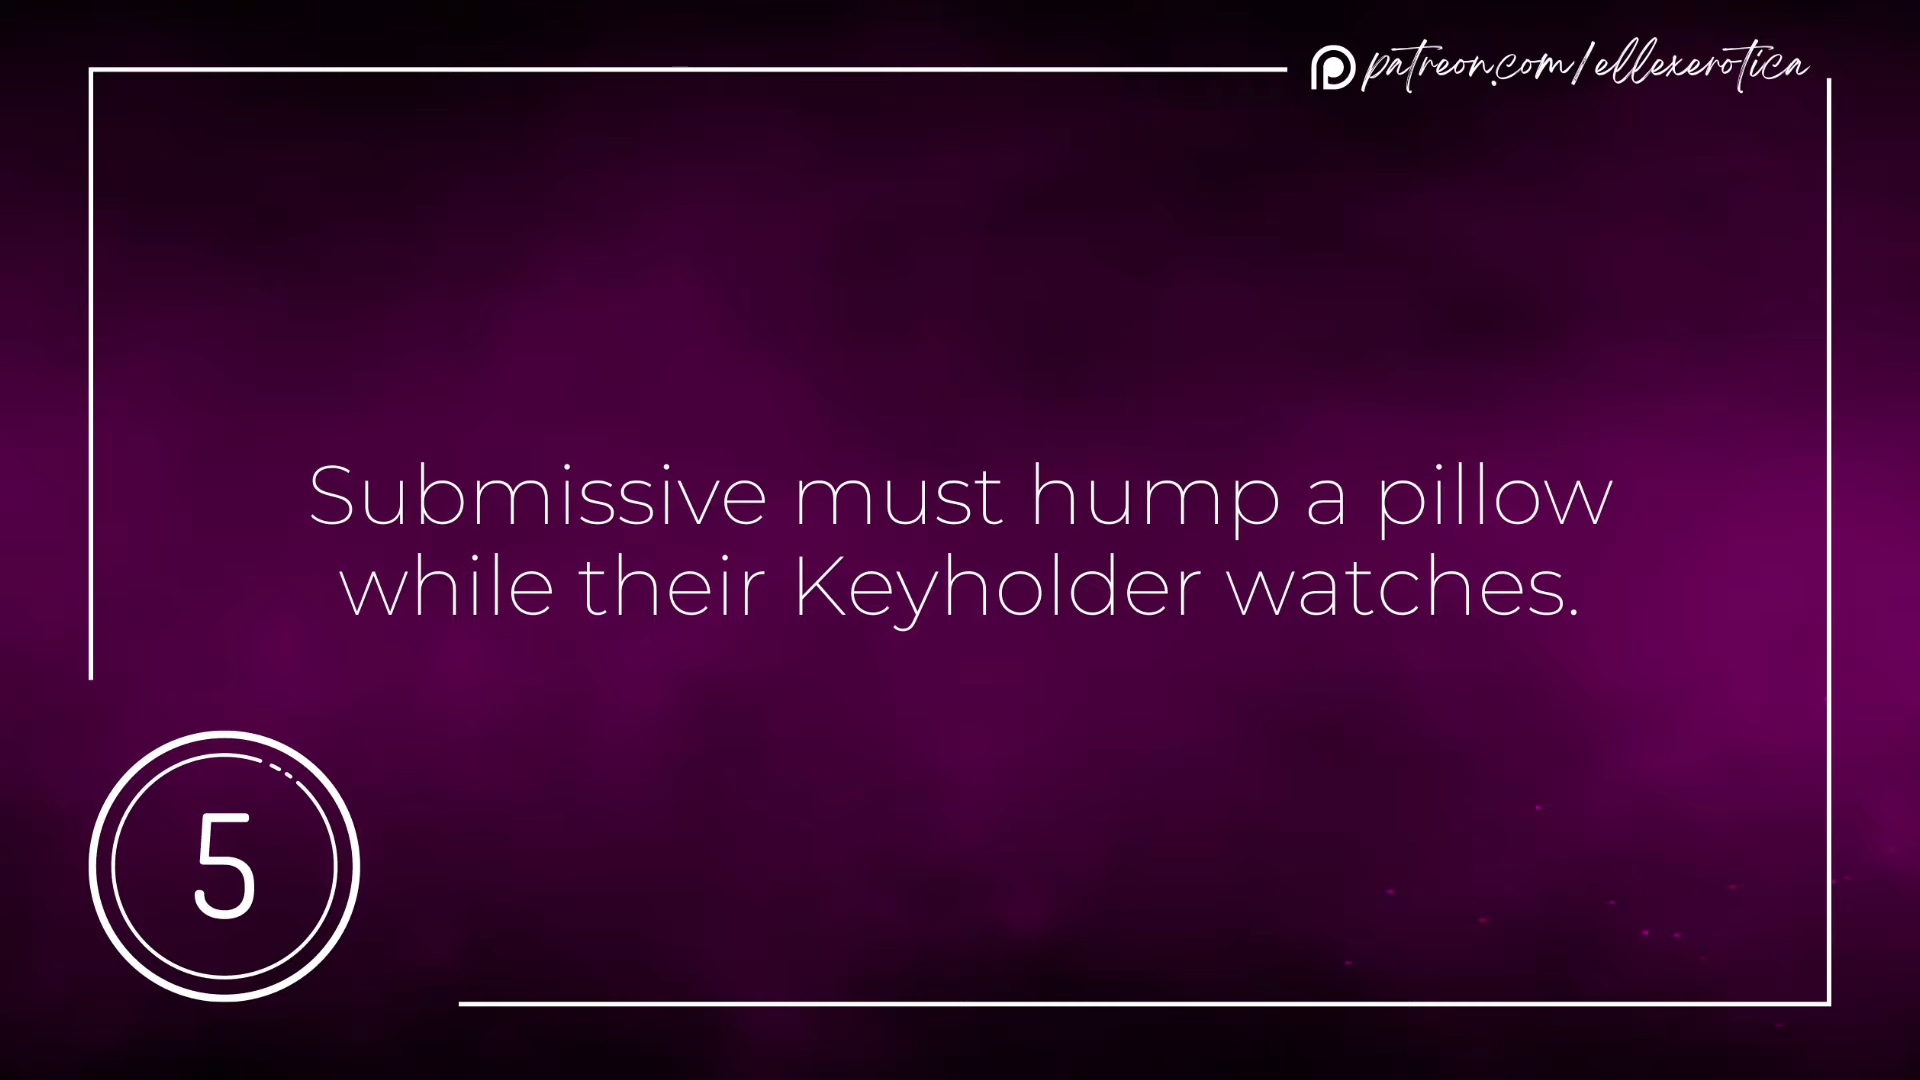 patreon.com/ellexerotica
Submissive must hump a pillow
while their Keyholder watches.
5